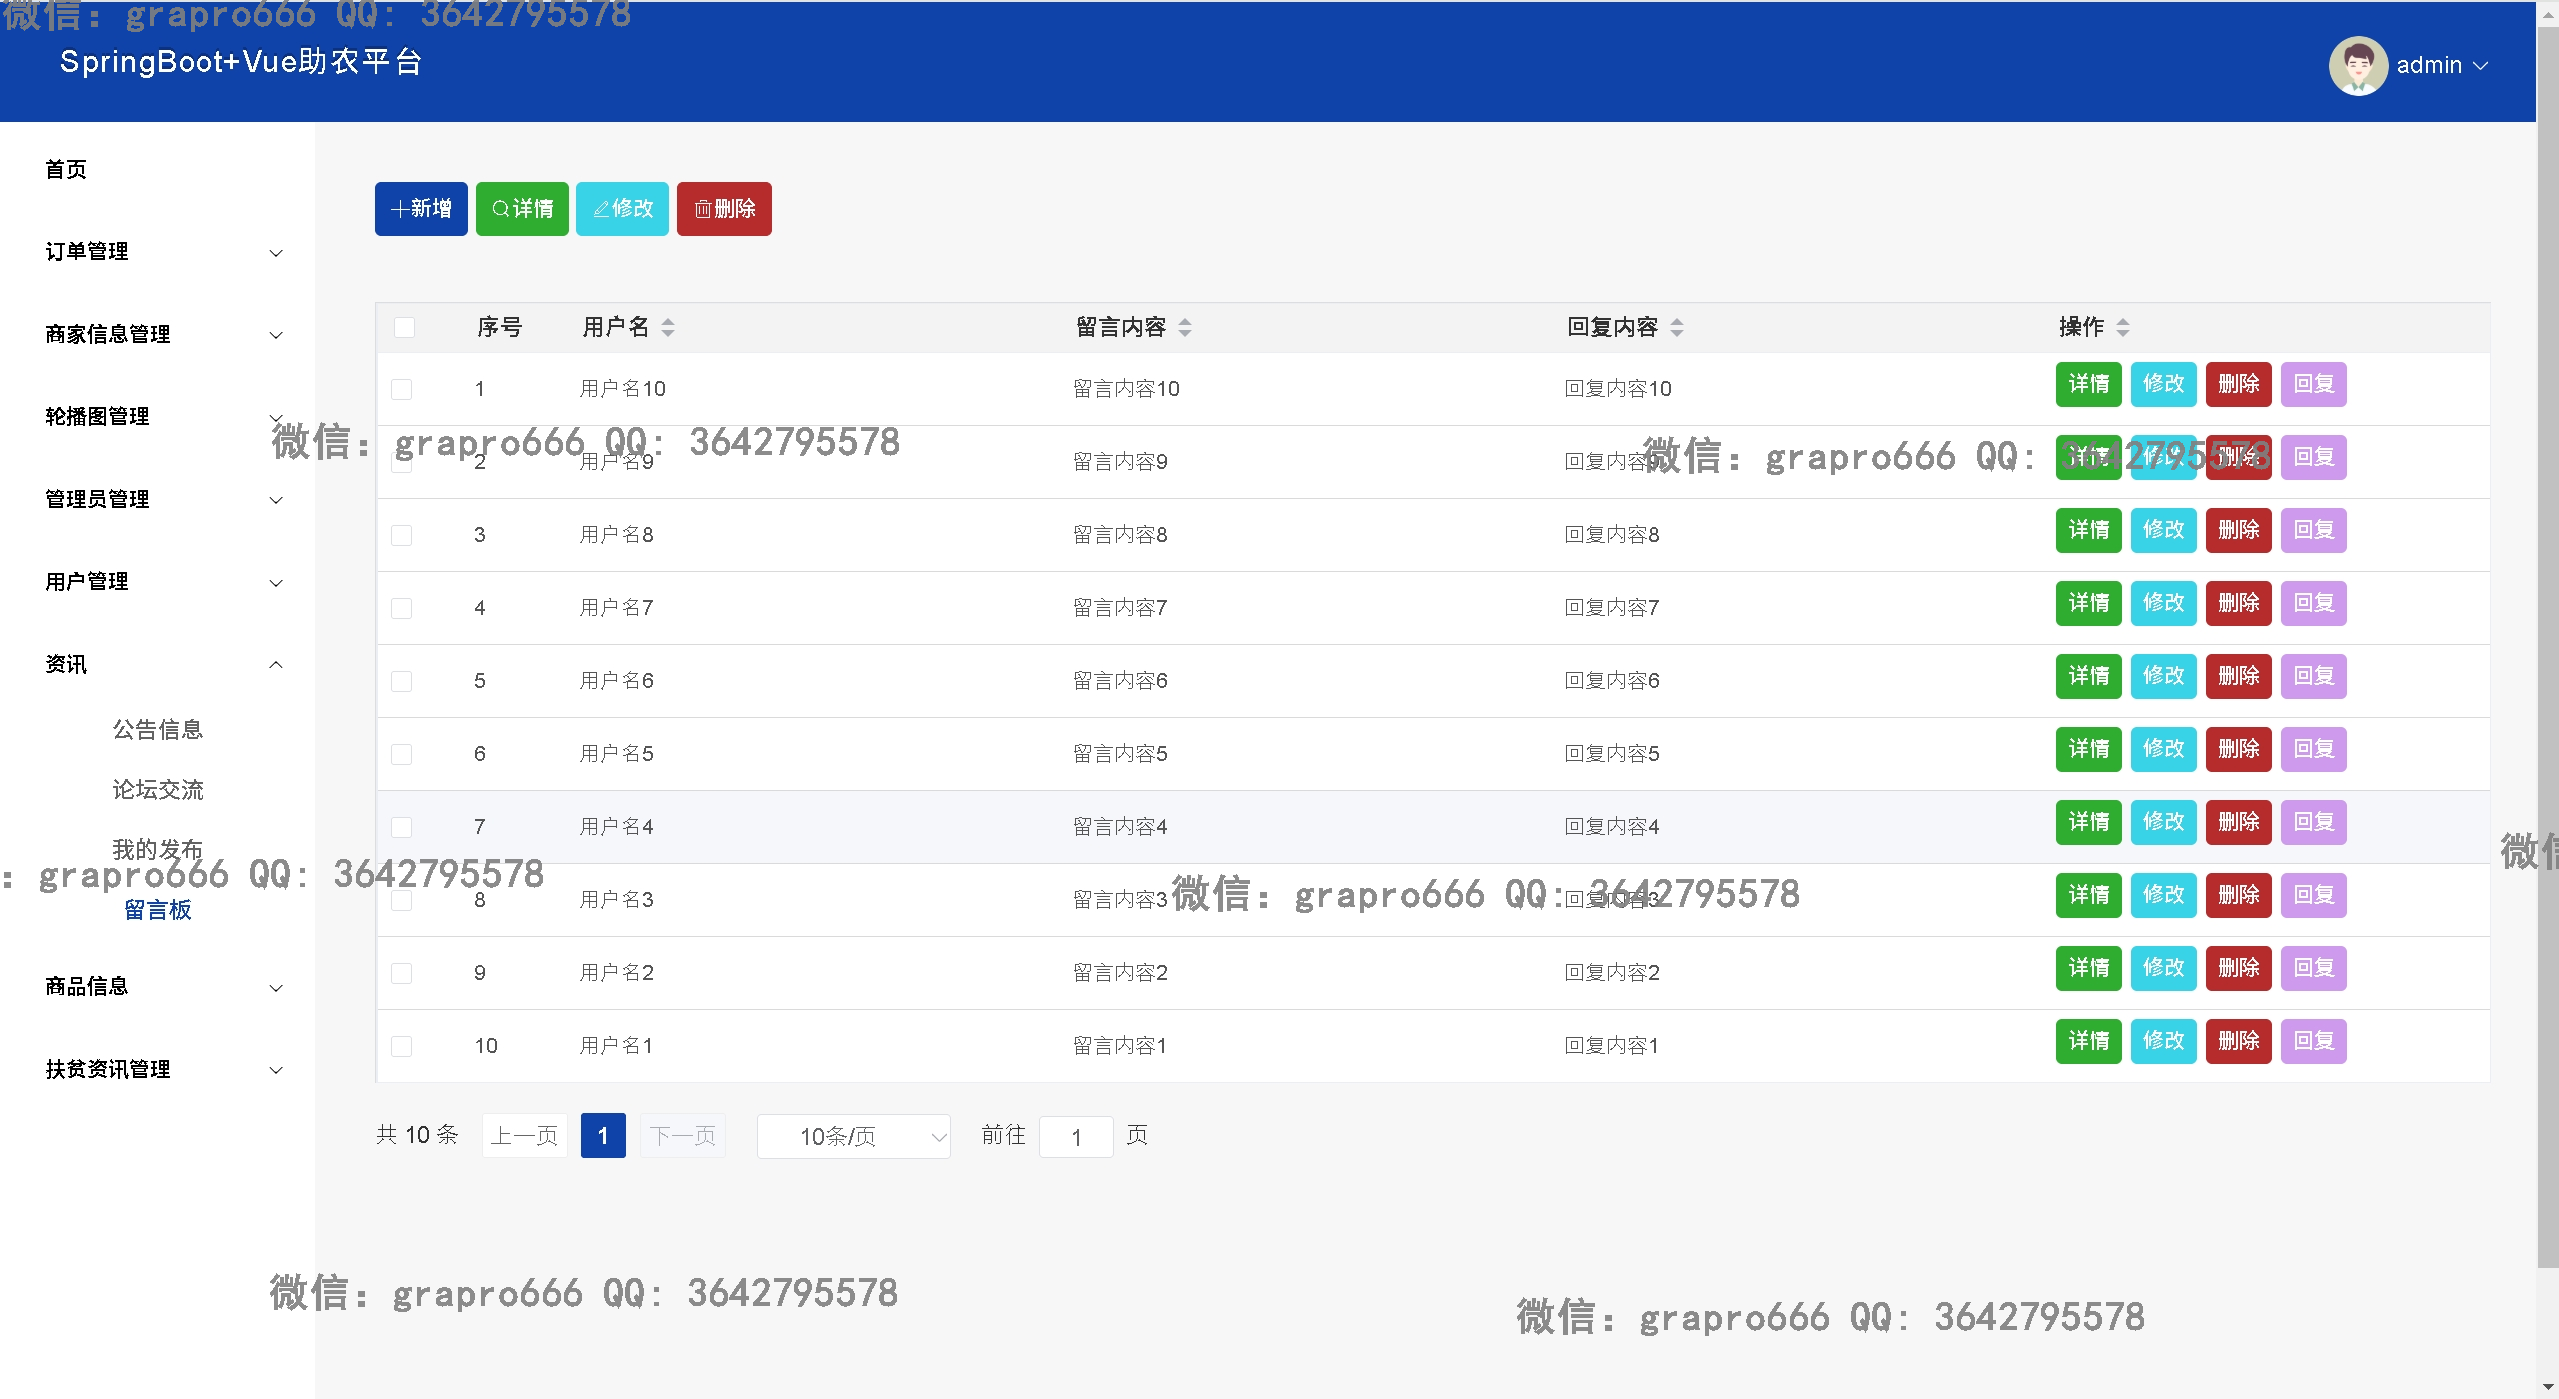 微信: grapro666 QQ: 3642795578
SpringBoot+Vue助农平台
admin
首页
订单管理
商家信息管理
轮播图管理
管理员管理
用户管理
资讯
公告信息
论坛交流
我的发布
留言板
商品信息
扶贫资讯管理
新增 详情 修改 删除
序号 用户名 留言内容 回复内容 操作
1 用户名10 留言内容10 回复内容10 详情 修改 删除 回复
微信: grapro666 QQ: 3642795578
微信: grapro666 QQ: 3642795578
2 用户名9 留言内容9 回复内容 详情 修改 删除 回复
3 用户名8 留言内容8 回复内容8 详情 修改 删除 回复
4 用户名7 留言内容7 回复内容7 详情 修改 删除 回复
5 用户名6 留言内容6 回复内容6 详情 修改 删除 回复
6 用户名5 留言内容5 回复内容5 详情 修改 删除 回复
7 用户名4 留言内容4 回复内容4 详情 修改 删除 回复
微信
: grapro666 QQ: 3642795578
微信: grapro666 QQ: 3642795578
8 用户名3 留言内容3 回复内容3 详情 修改 删除 回复
9 用户名2 留言内容2 回复内容2 详情 修改 删除 回复
10 用户名1 留言内容1 回复内容1 详情 修改 删除 回复
共 10 条 上一页 1 下一页 10条/页 前往 1 页
微信: grapro666 QQ: 3642795578
微信: grapro666 QQ: 3642795578